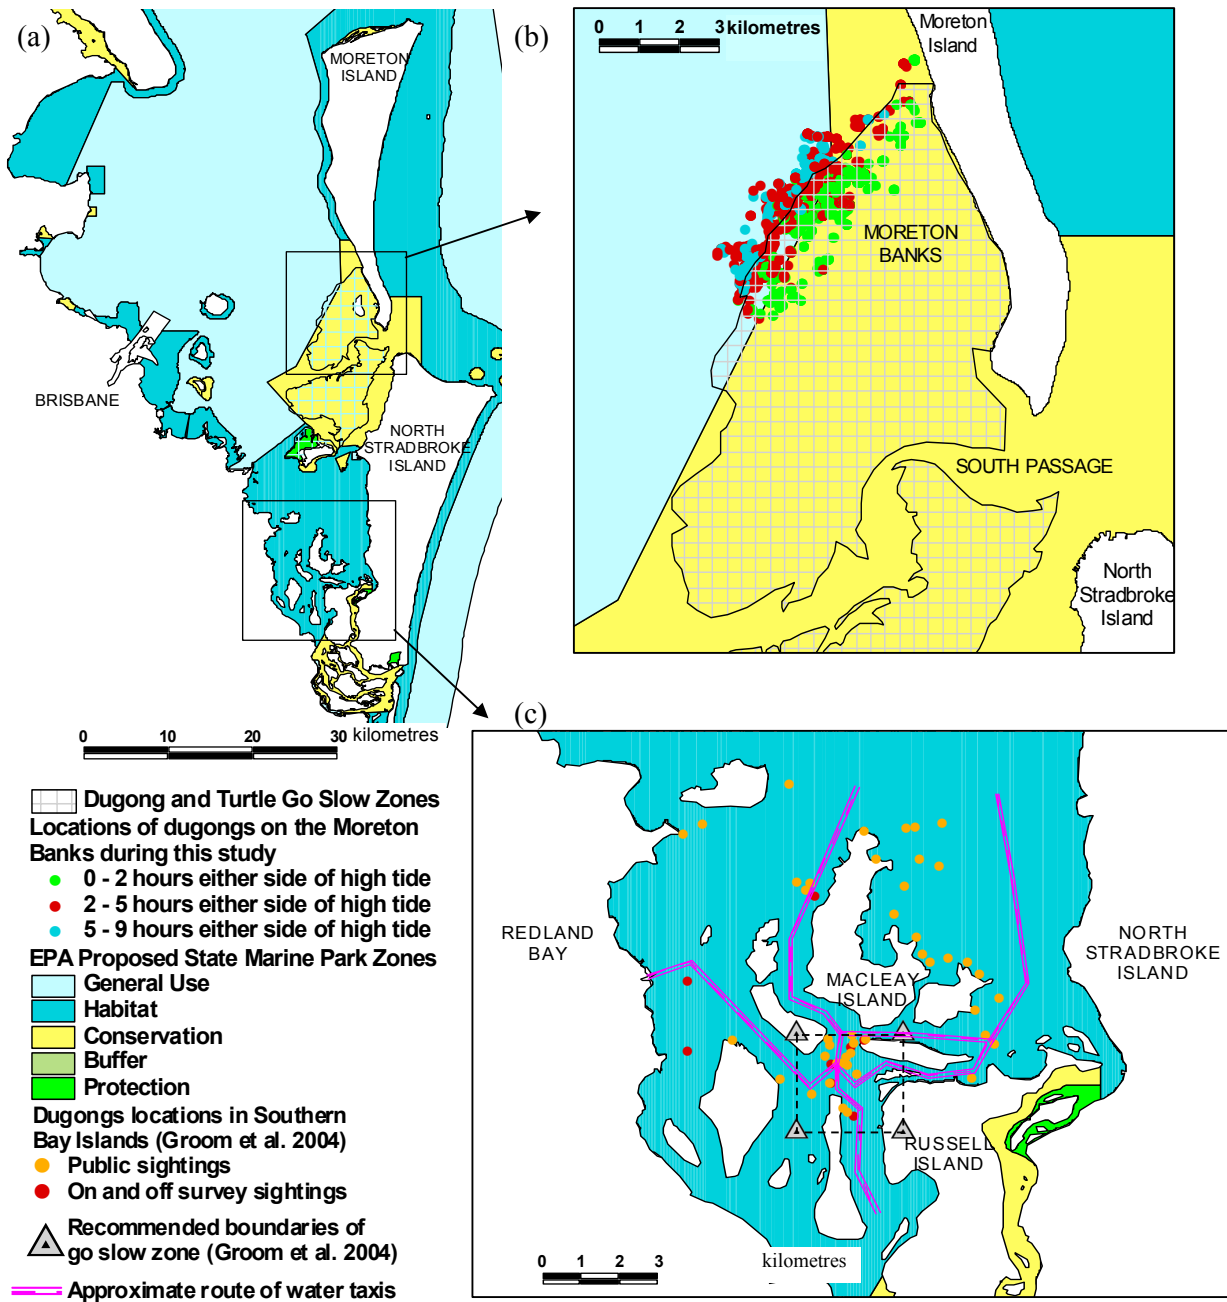 (a)
MORETON
ISLAND
BRISBANE
NORTH
STRADBROKE
ISLAND
0 10 20 30 kilometres
(b)
0 1 2 3 kilometres
Moreton
Island
MORETON
BANKS
SOUTH PASSAGE
North
Stradbroke
Island
(c)
REDLAND
BAY
MACLEAY
ISLAND
NORTH
STRADBROKE
ISLAND
RUSSELL
ISLAND
0 1 2 3 kilometres
Dugong and Turtle Go Slow Zones
Locations of dugongs on the Moreton
Banks during this study
0 - 2 hours either side of high tide
2 - 5 hours either side of high tide
5 - 9 hours either side of high tide
EPA Proposed State Marine Park Zones
General Use
Habitat
Conservation
Buffer
Protection
Dugongs locations in Southern
Bay Islands (Groom et al. 2004)
Public sightings
On and off survey sightings
Recommended boundaries of
go slow zone (Groom et al. 2004)
Approximate route of water taxis